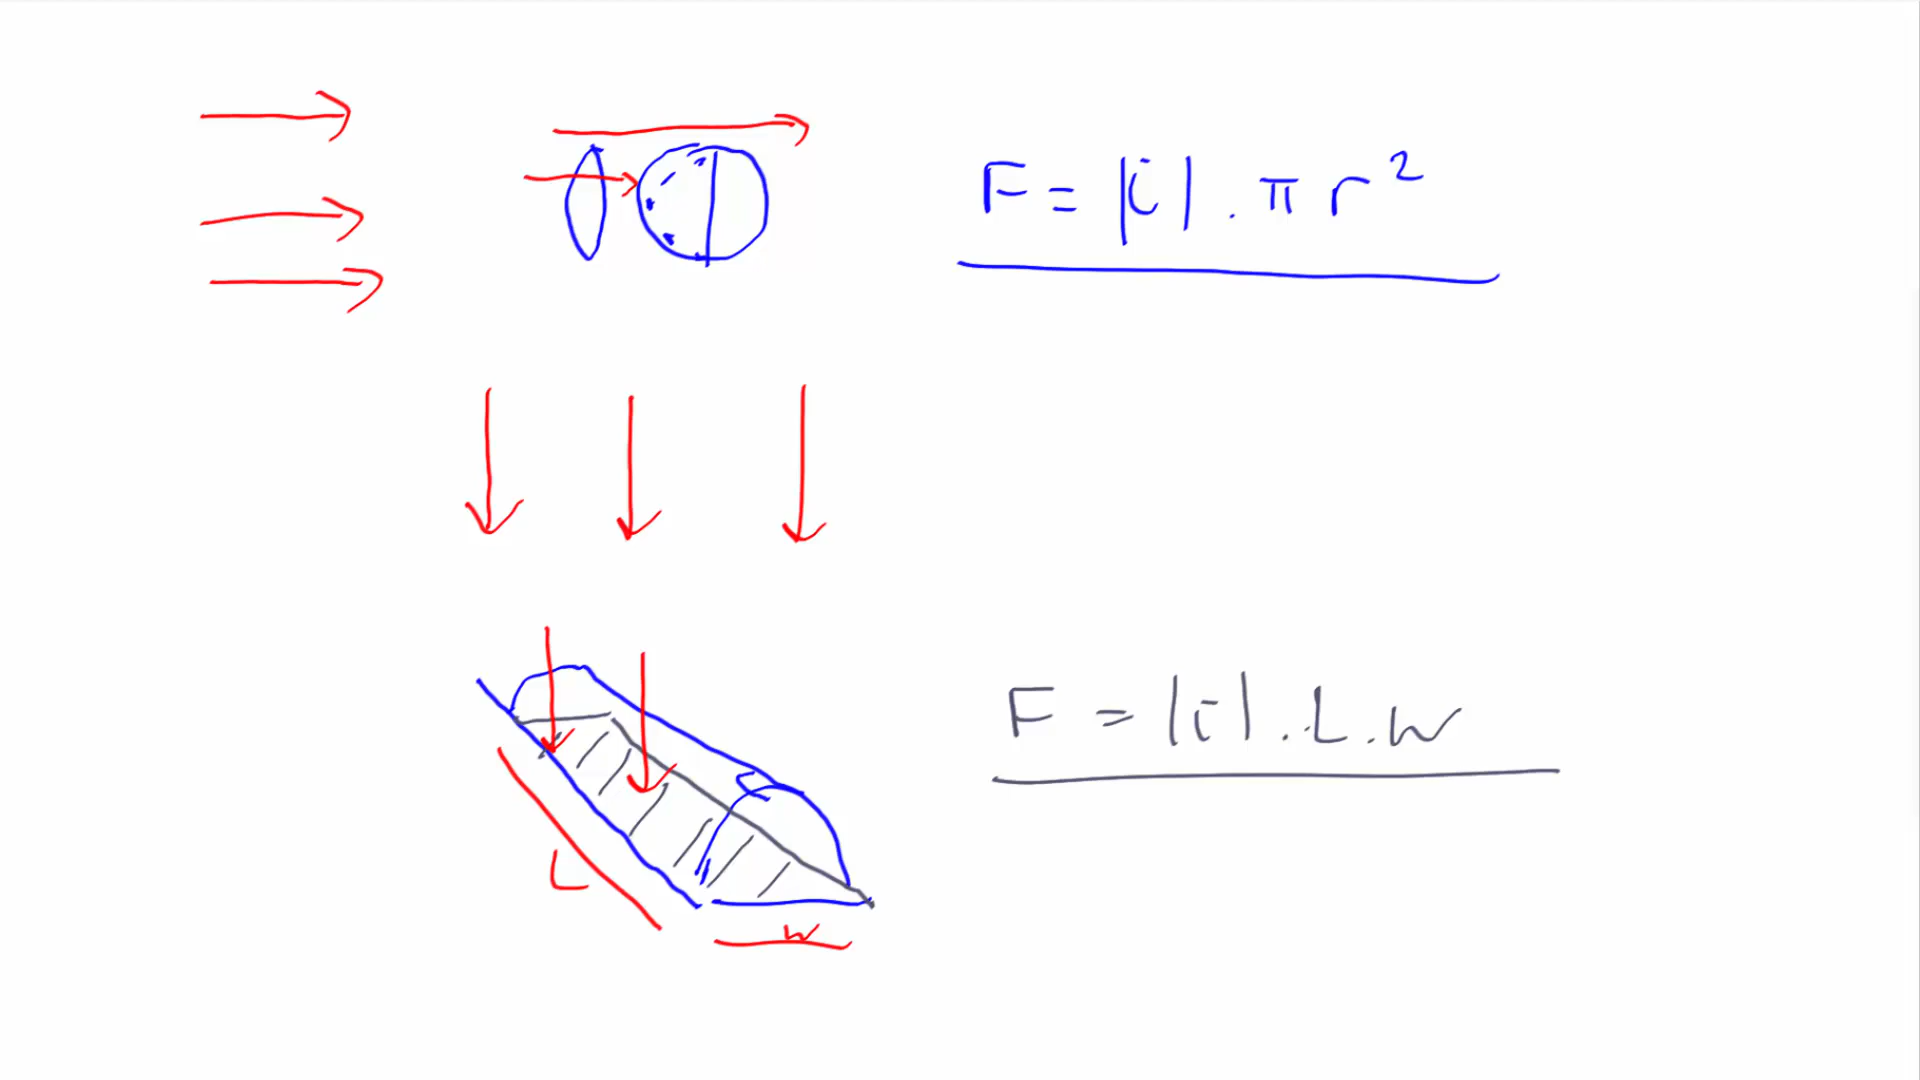 F = |i| . π r²
F = |i| . L . w
L
w